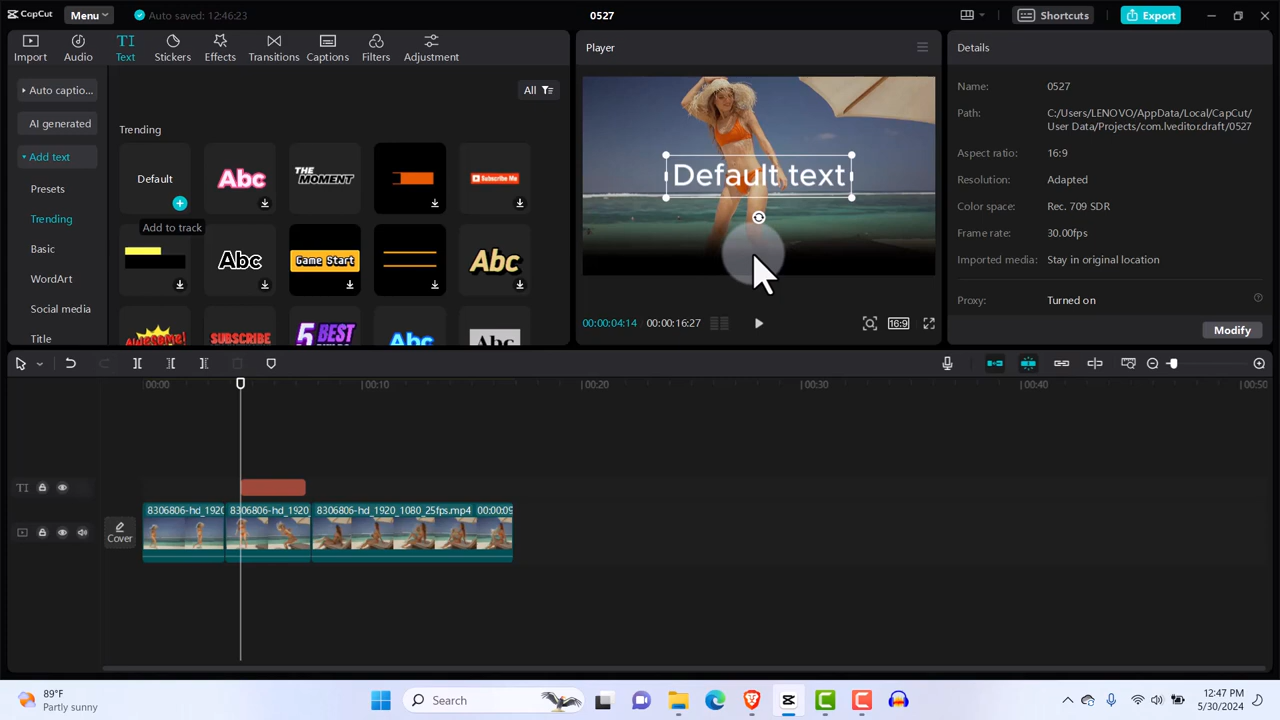 CapCut
Menu
Auto saved: 12:46:23
0527
Shortcuts
Export
Import
Audio
TI
Text
Stickers
Effects
Transitions
Captions
Filters
Adjustment
Player
Details
Auto captio...
AI generated
Add text
Presets
Trending
Basic
WordArt
Social media
Title
All
Trending
Default
Abc
THE MOMENT
Subscribe Me
Add to track
Abc
Game Start
Abc
Awesome!
SUBSCRIBE
5 BEST
Abc
Abc
Default text
00:00:04:14
00:00:16:27
16:9
Name:
0527
Path:
C:/Users/LENOVO/AppData/Local/CapCut/
User Data/Projects/com.lveditor.draft/0527
Aspect ratio:
16:9
Resolution:
Adapted
Color space:
Rec. 709 SDR
Frame rate:
30.00fps
Imported media:
Stay in original location
Proxy:
Turned on
Modify
00:00
00:10
00:20
00:30
00:40
00:50
TI
Cover
8306806-hd_1920
8306806-hd_1920_
8306806-hd_1920_1080_25fps.mp4
00:00:09
89°F
Partly sunny
Search
12:47 PM
5/30/2024